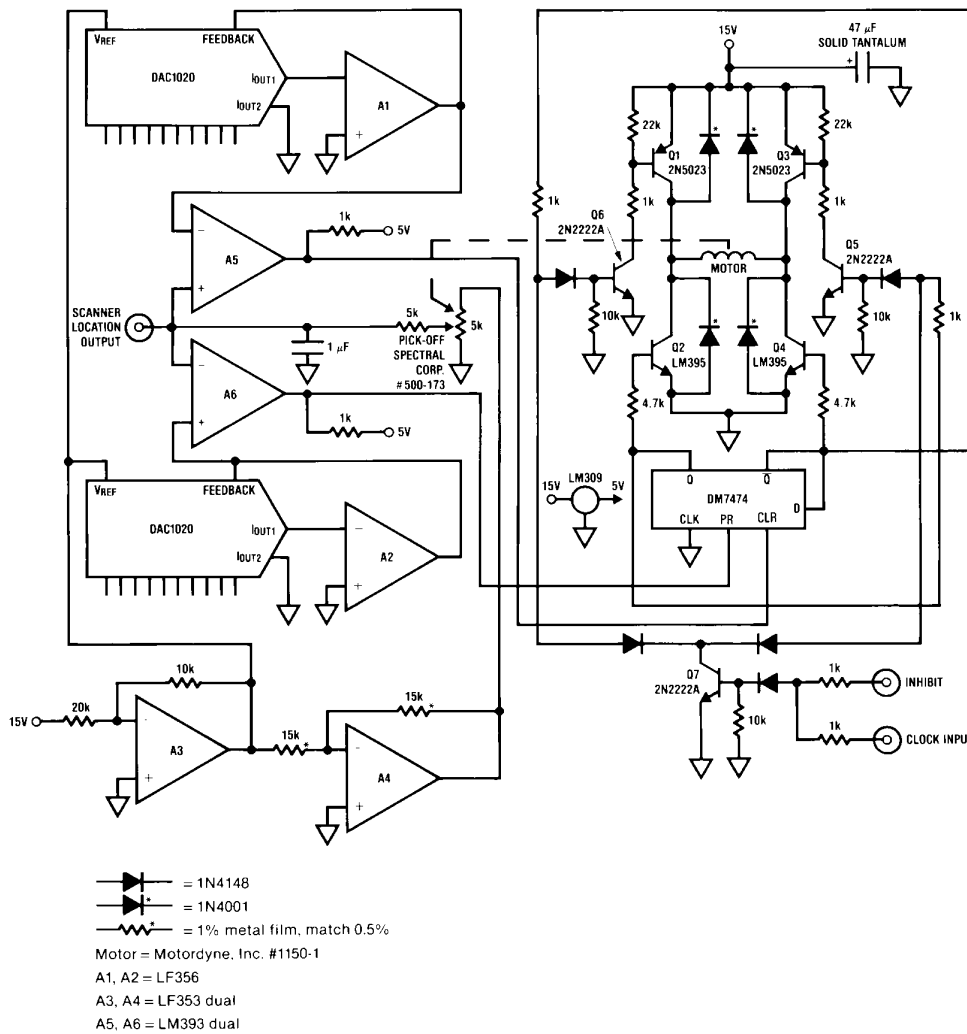 VREF
FEEDBACK
DAC1020
IOUT1
IOUT2
-
+
A1
15V
+
47 µF
SOLID TANTALUM
22k
22k
Q1
2N5023
*
*
Q3
2N5023
1k
1k
Q6
2N2222A
1k
Q5
2N2222A
-
+
A5
1k
5V
MOTOR
SCANNER
LOCATION
OUTPUT
5k
5k
PICK-OFF
SPECTRAL
CORP.
#500-173
1 µF
10k
*
*
10k
1k
Q2
LM395
Q4
LM395
-
+
A6
1k
5V
4.7k
4.7k
VREF
FEEDBACK
DAC1020
IOUT1
IOUT2
-
+
A2
15V
LM309
5V
Q
Q̅
D
DM7474
CLK
PR
CLR
10k
15V
20k
-
+
A3
15k
*
15k
*
-
+
A4
Q7
2N2222A
10k
1k
INHIBIT
1k
CLOCK INPUT
= 1N4148
* = 1N4001
* = 1% metal film, match 0.5%
Motor = Motordyne, Inc. #1150-1
A1, A2 = LF356
A3, A4 = LF353 dual
A5, A6 = LM393 dual